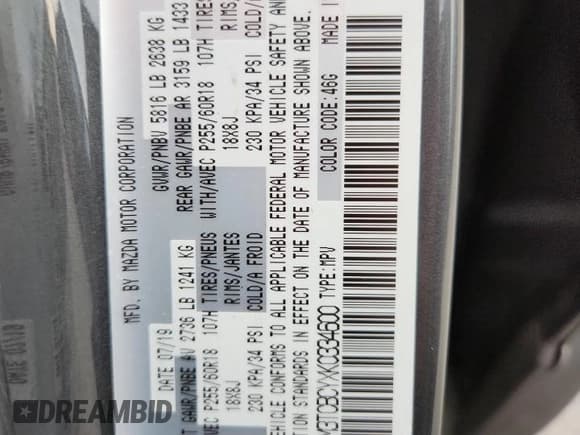 BY MAZDA MOTOR CORPORATION
DATE 07/19 GVWR/PNBV 5816 LB 2638 KG
GAWR/PNBE 2736 LB 1241 KG REAR GAWR/PNBE AR 3159 LB 1433
P255/60R18 107H TIRES/PNEUS WITH/AVEC P255/60R18 107H TIRES
18X8J RIMS/JANTES 18X8J RIMS
230 KPA/34 PSI COLD/A FROID 230 KPA/34 PSI COLD/
VEHICLE CONFORMS TO ALL APPLICABLE FEDERAL MOTOR VEHICLE SAFETY AN
STANDARDS IN EFFECT ON THE DATE OF MANUFACTURE SHOWN ABOVE.
TYPE:MPV COLOR CODE:46G MADE I
M3TCBCYXK0334600
© AUTOBIDMASTER